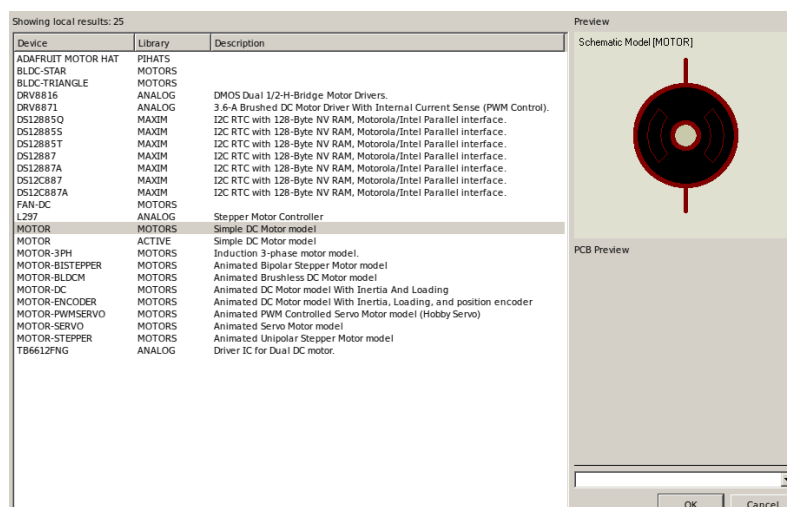 Showing local results: 25
Preview
Device Library Description
Schematic Model [MOTOR]
ADAFRUIT MOTOR HAT PIHATS
BLDC-STAR MOTORS
BLDC-TRIANGLE MOTORS
DRV8816 ANALOG DMOS Dual 1/2-H-Bridge Motor Drivers.
DRV8871 ANALOG 3.6-A Brushed DC Motor Driver With Internal Current Sense (PWM Control).
DS12885Q MAXIM I2C RTC with 128-Byte NV RAM, Motorola/Intel Parallel interface.
DS12885S MAXIM I2C RTC with 128-Byte NV RAM, Motorola/Intel Parallel interface.
DS12885T MAXIM I2C RTC with 128-Byte NV RAM, Motorola/Intel Parallel interface.
DS12887 MAXIM I2C RTC with 128-Byte NV RAM, Motorola/Intel Parallel interface.
DS12887A MAXIM I2C RTC with 128-Byte NV RAM, Motorola/Intel Parallel interface.
DS12C887 MAXIM I2C RTC with 128-Byte NV RAM, Motorola/Intel Parallel interface.
DS12C887A MAXIM I2C RTC with 128-Byte NV RAM, Motorola/Intel Parallel interface.
FAN-DC MOTORS
L297 ANALOG Stepper Motor Controller
MOTOR MOTORS Simple DC Motor model
MOTOR ACTIVE Simple DC Motor model
MOTOR-3PH MOTORS Induction 3-phase motor model.
MOTOR-BISTEPPER MOTORS Animated Bipolar Stepper Motor model
MOTOR-BLDCM MOTORS Animated Brushless DC Motor model
MOTOR-DC MOTORS Animated DC Motor model With Inertia And Loading
MOTOR-ENCODER MOTORS Animated DC Motor model With Inertia, Loading, and position encoder
MOTOR-PWMSERVO MOTORS Animated PWM Controlled Servo Motor model (Hobby Servo)
MOTOR-SERVO MOTORS Animated Servo Motor model
MOTOR-STEPPER MOTORS Animated Unipolar Stepper Motor model
TB6612FNG ANALOG Driver IC for Dual DC motor.
PCB Preview
OK Cancel